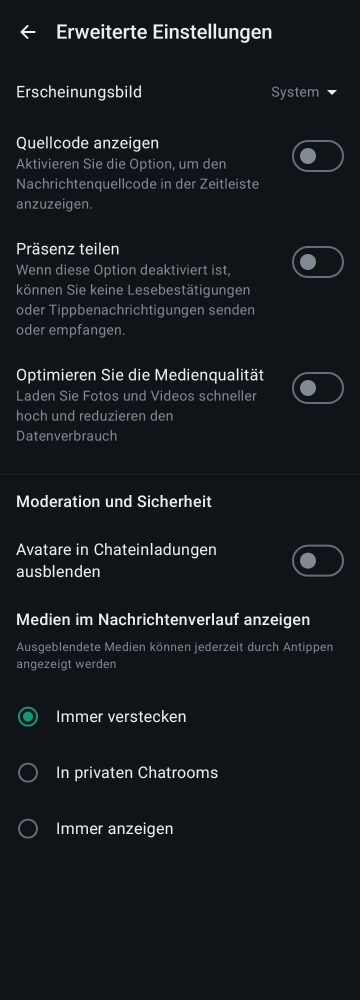 Erweiterte Einstellungen
Erscheinungsbild
System
Quellcode anzeigen
Aktivieren Sie die Option, um den
Nachrichtenquellcode in der Zeitleiste
anzuzeigen.
Präsenz teilen
Wenn diese Option deaktiviert ist,
können Sie keine Lesebestätigungen
oder Tippbenachrichtigungen senden
oder empfangen.
Optimieren Sie die Medienqualität
Laden Sie Fotos und Videos schneller
hoch und reduzieren den
Datenverbrauch
Moderation und Sicherheit
Avatare in Chateinladungen
ausblenden
Medien im Nachrichtenverlauf anzeigen
Ausgeblendete Medien können jederzeit durch Antippen
angezeigt werden
Immer verstecken
In privaten Chatrooms
Immer anzeigen